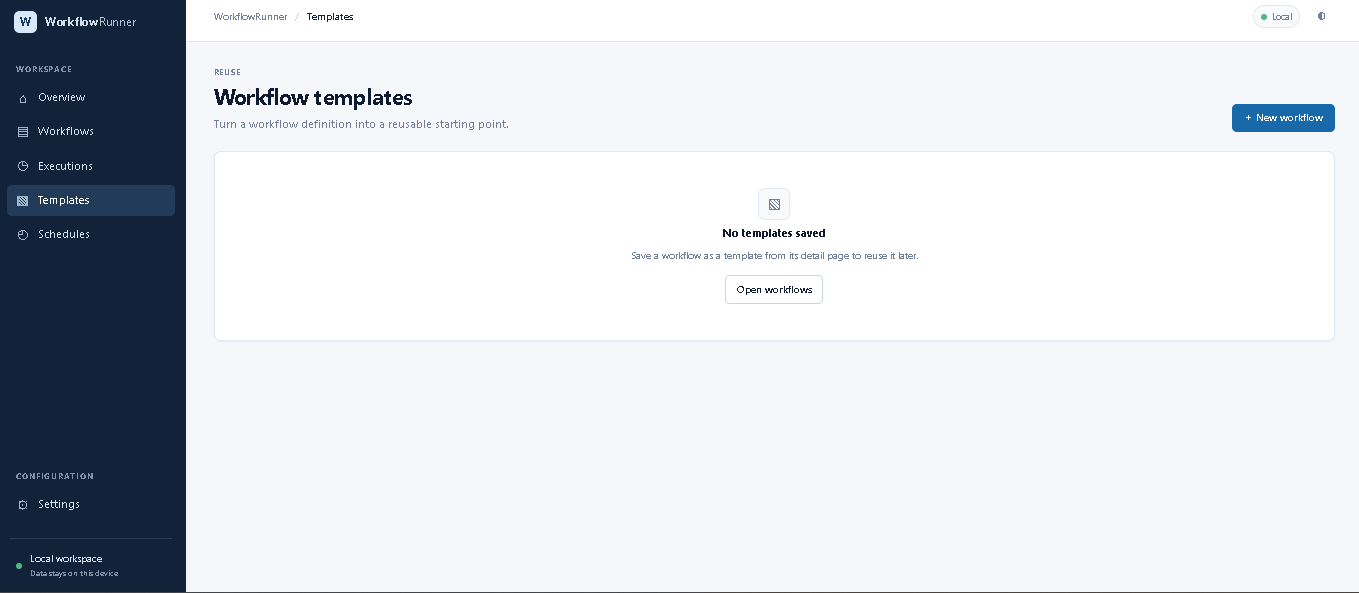 W WorkflowRunner
WORKSPACE
Overview
Workflows
Executions
Templates
Schedules
CONFIGURATION
Settings
Local workspace
Data stays on this device
WorkflowRunner / Templates
Local
REUSE
Workflow templates
Turn a workflow definition into a reusable starting point.
+ New workflow
No templates saved
Save a workflow as a template from its detail page to reuse it later.
Open workflows